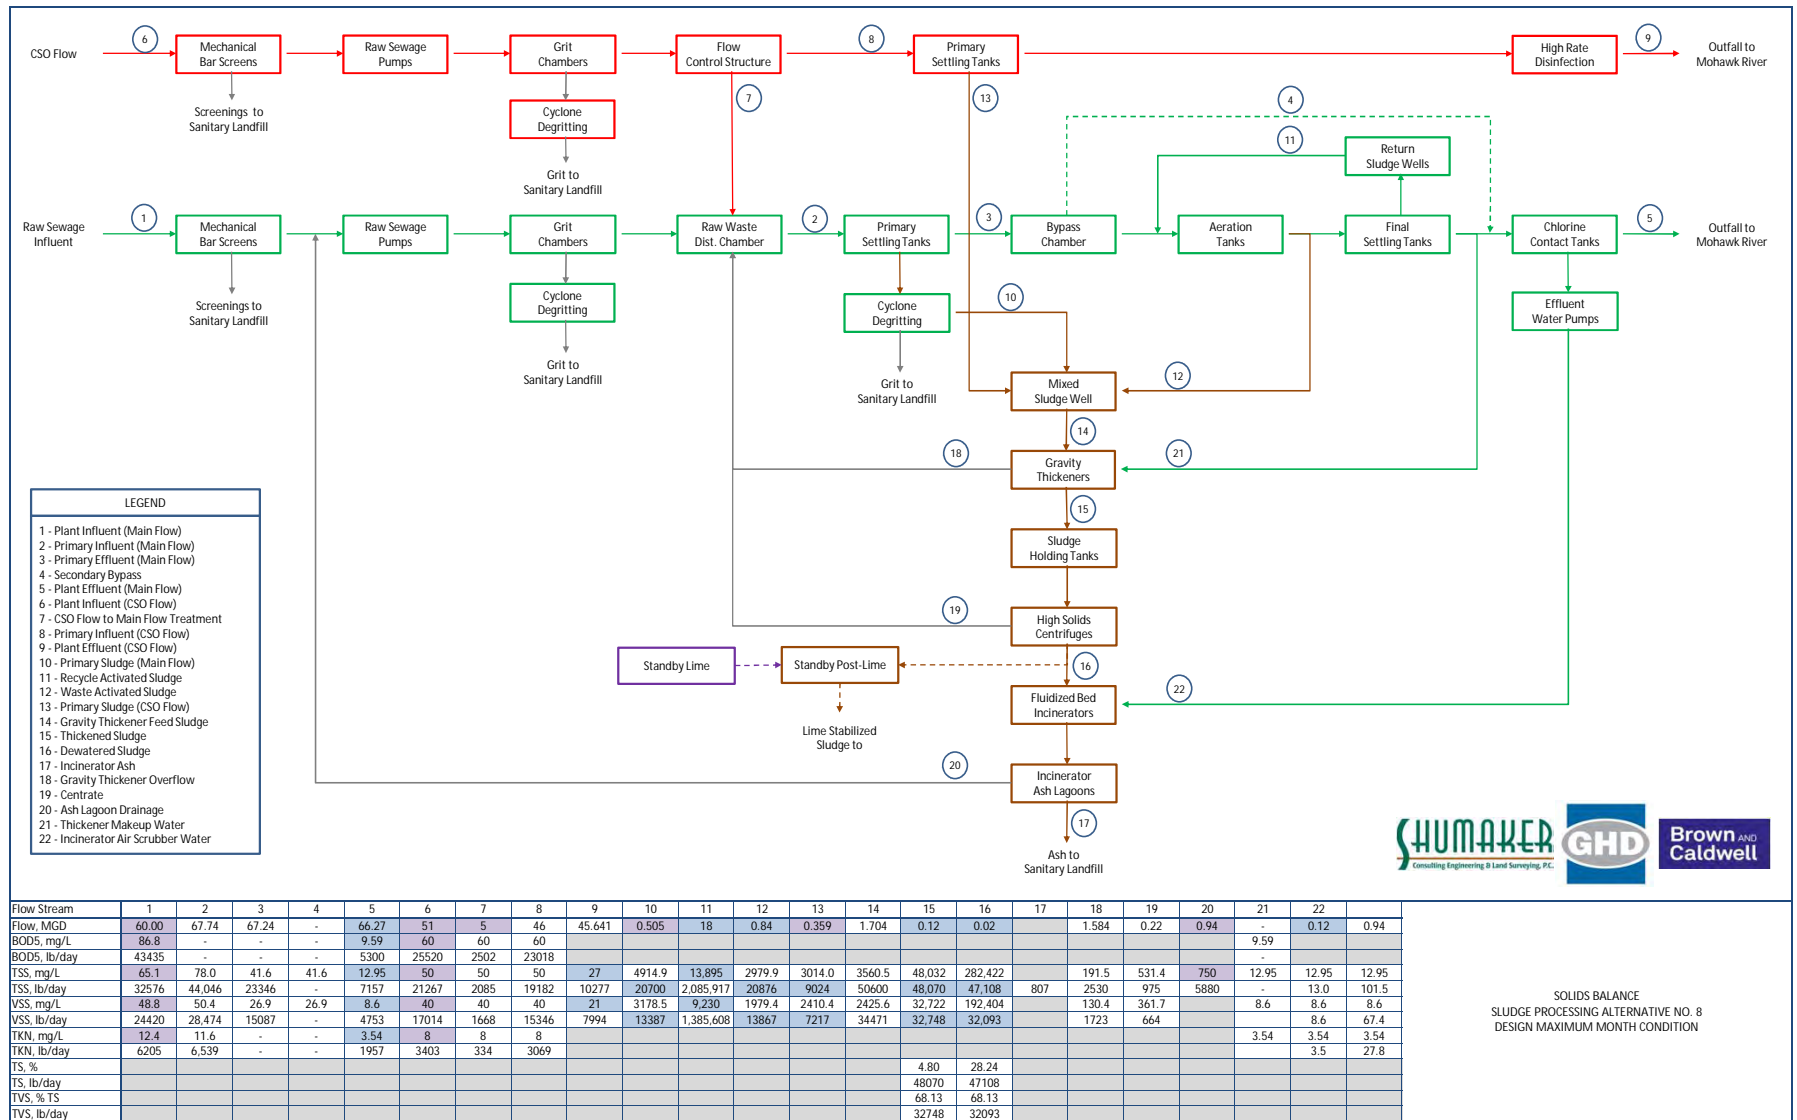 6
8
9
CSO Flow
Mechanical
Bar Screens
Raw Sewage
Pumps
Grit
Chambers
Flow
Control Structure
Primary
Settling Tanks
High Rate
Disinfection
Outfall to
Mohawk River
Screenings to
Sanitary Landfill
Cyclone
Degritting
7
13
4
Grit to
Sanitary Landfill
11
Return
Sludge Wells
1
2
3
5
Raw Sewage
Influent
Mechanical
Bar Screens
Raw Sewage
Pumps
Grit
Chambers
Raw Waste
Dist. Chamber
Primary
Settling Tanks
Bypass
Chamber
Aeration
Tanks
Final
Settling Tanks
Chlorine
Contact Tanks
Outfall to
Mohawk River
Screenings to
Sanitary Landfill
Cyclone
Degritting
Cyclone
Degritting
10
Effluent
Water Pumps
Grit to
Sanitary Landfill
Grit to
Sanitary Landfill
Mixed
Sludge Well
12
14
18
Gravity
Thickeners
21
15
Sludge
Holding Tanks
19
High Solids
Centrifuges
Standby Lime
Standby Post-Lime
16
22
Fluidized Bed
Incinerators
Lime Stabilized
Sludge to
20
Incinerator
Ash Lagoons
17
Ash to
Sanitary Landfill
LEGEND
1 - Plant Influent (Main Flow)
2 - Primary Influent (Main Flow)
3 - Primary Effluent (Main Flow)
4 - Secondary Bypass
5 - Plant Effluent (Main Flow)
6 - Plant Influent (CSO Flow)
7 - CSO Flow to Main Flow Treatment
8 - Primary Influent (CSO Flow)
9 - Plant Effluent (CSO Flow)
10 - Primary Sludge (Main Flow)
11 - Recycle Activated Sludge
12 - Waste Activated Sludge
13 - Primary Sludge (CSO Flow)
14 - Gravity Thickener Feed Sludge
15 - Thickened Sludge
16 - Dewatered Sludge
17 - Incinerator Ash
18 - Gravity Thickener Overflow
19 - Centrate
20 - Ash Lagoon Drainage
21 - Thickener Makeup Water
22 - Incinerator Air Scrubber Water
SHUMAKER
Consulting Engineering & Land Surveying, P.C.
GHD
Brown AND
Caldwell
Flow Stream 1 2 3 4 5 6 7 8 9 10 11 12 13 14 15 16 17 18 19 20 21 22
Flow, MGD 60.00 67.74 67.24 - 66.27 51 5 46 45.641 0.505 18 0.84 0.359 1.704 0.12 0.02 1.584 0.22 0.94 - 0.12 0.94
BOD5, mg/L 86.8 - - - 9.59 60 60 60 9.59
BOD5, lb/day 43435 - - - 5300 25520 2502 23018 -
TSS, mg/L 65.1 78.0 41.6 41.6 12.95 50 50 50 27 4914.9 13,895 2979.9 3014.0 3560.5 48,032 282,422 191.5 531.4 750 12.95 12.95 12.95
TSS, lb/day 32576 44,046 23346 - 7157 21267 2085 19182 10277 20700 2,085,917 20876 9024 50600 48,070 47,108 807 2530 975 5880 - 13.0 101.5
VSS, mg/L 48.8 50.4 26.9 26.9 8.6 40 40 40 21 3178.5 9,230 1979.4 2410.4 2425.6 32,722 192,404 130.4 361.7 8.6 8.6 8.6
VSS, lb/day 24420 28,474 15087 - 4753 17014 1668 15346 7994 13387 1,385,608 13867 7217 34471 32,748 32,093 1723 664 8.6 67.4
TKN, mg/L 12.4 11.6 - - 3.54 8 8 8 3.54 3.54 3.54
TKN, lb/day 6205 6,539 - - 1957 3403 334 3069 3.5 27.8
TS, % 4.80 28.24
TS, lb/day 48070 47108
TVS, % TS 68.13 68.13
TVS, lb/day 32748 32093
SOLIDS BALANCE
SLUDGE PROCESSING ALTERNATIVE NO. 8
DESIGN MAXIMUM MONTH CONDITION